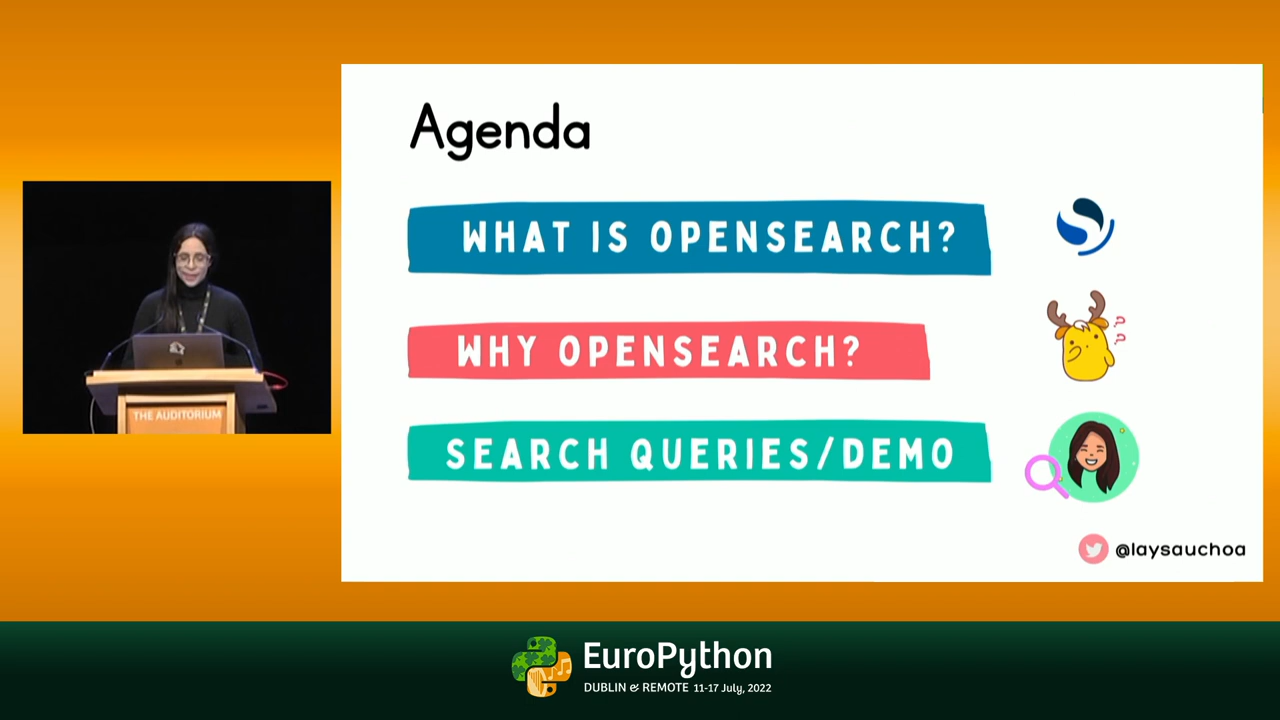 Agenda
WHAT IS OPENSEARCH?
WHY OPENSEARCH?
SEARCH QUERIES/DEMO
@laysauchoa
THE AUDITORIUM
EuroPython
DUBLIN & REMOTE 11-17 July, 2022